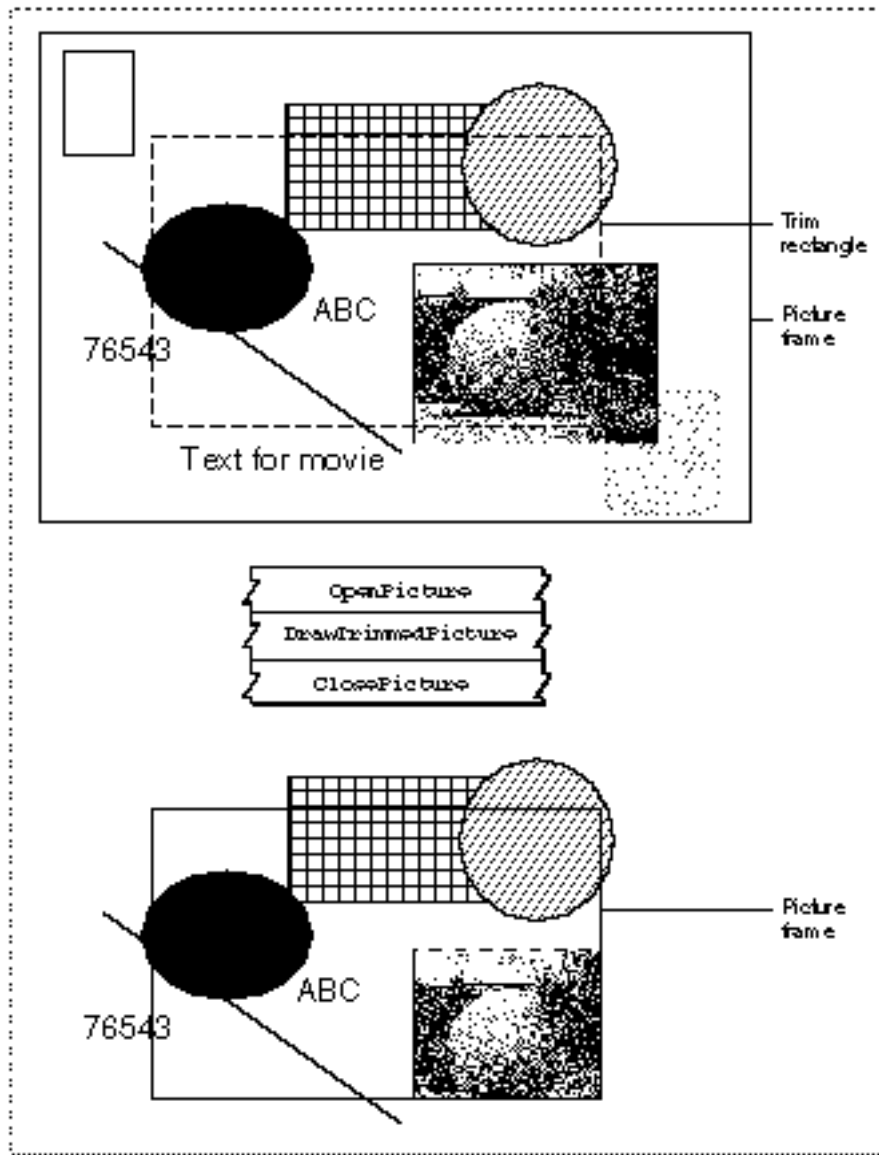 Trim
rectangle
ABC
Picture
frame
76543
Text for movie
OpenPicture
DrawTrimmedPicture
ClosePicture
Picture
frame
ABC
76543